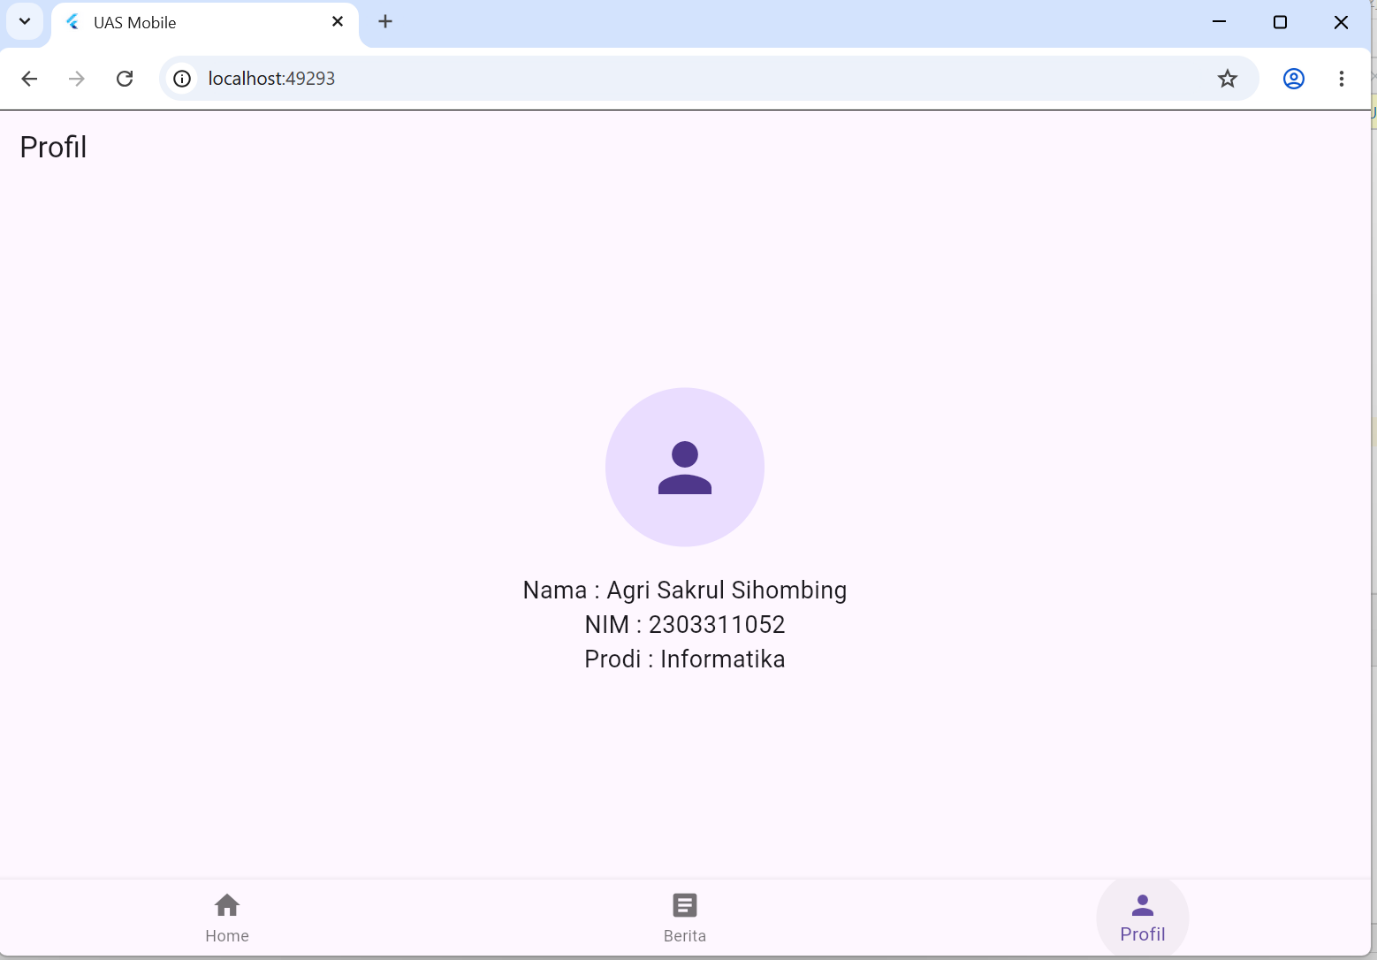 UAS Mobile
localhost:49293
Profil
Nama : Agri Sakrul Sihombing
NIM : 2303311052
Prodi : Informatika
Home
Berita
Profil